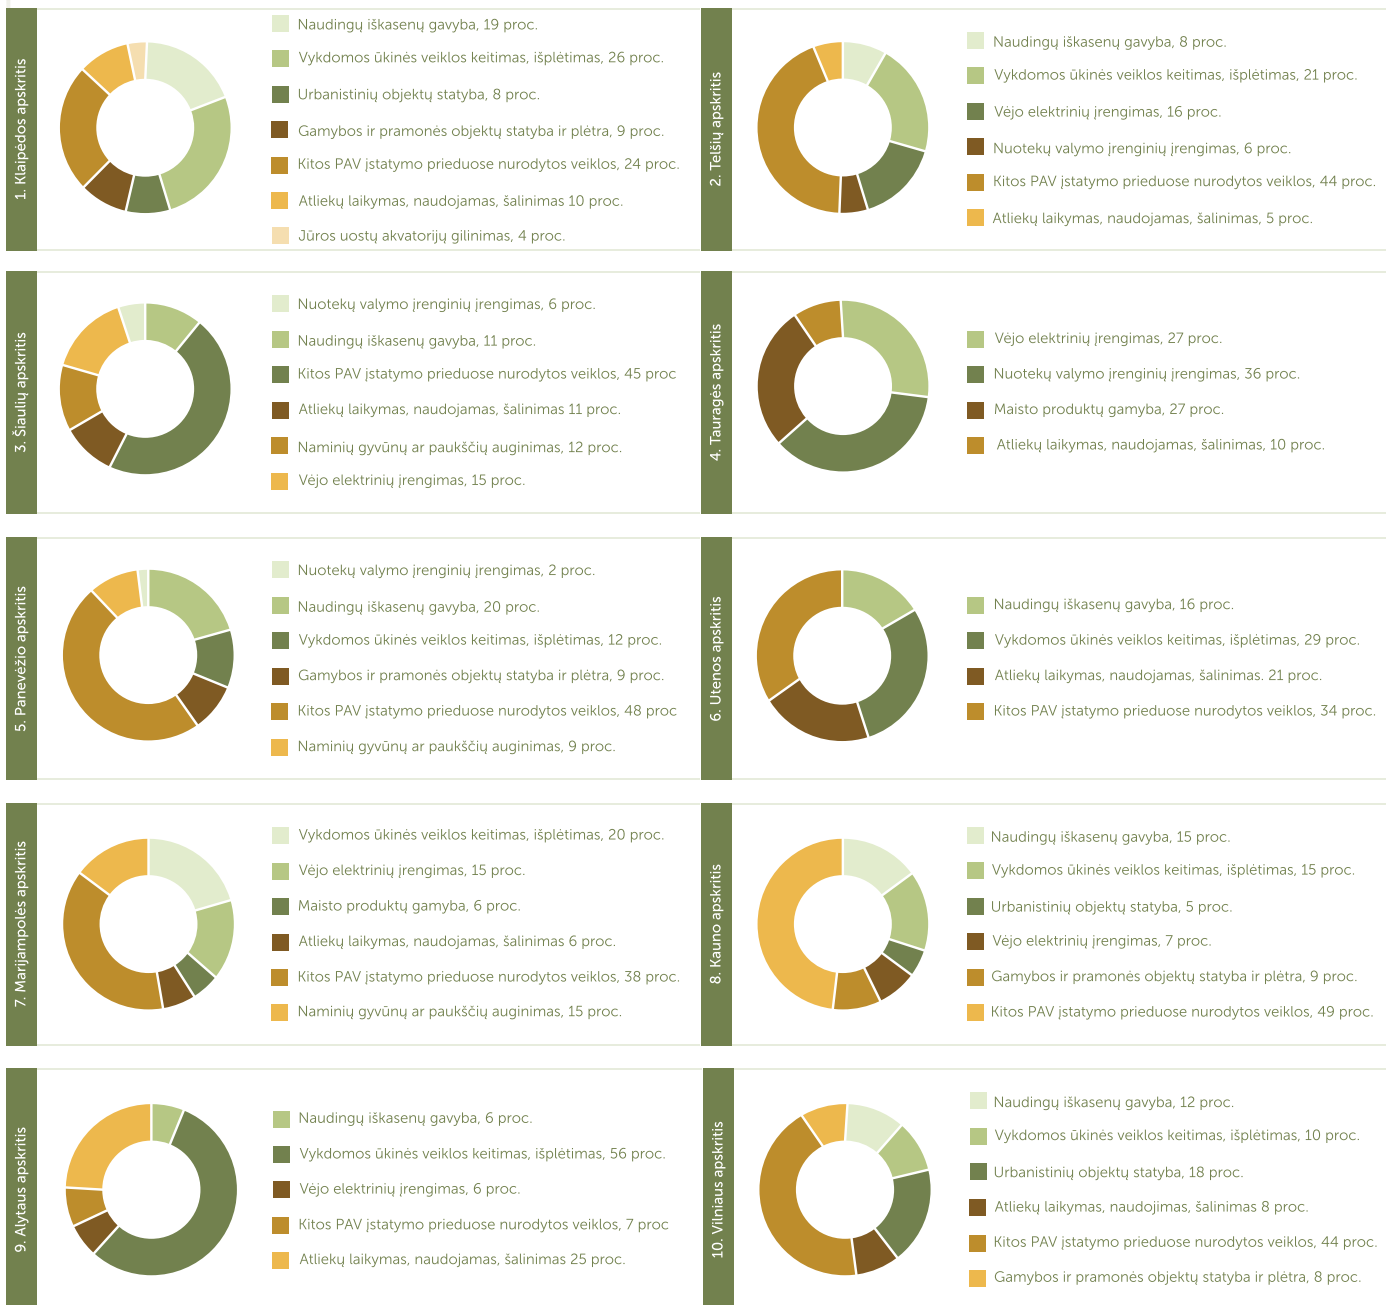 1. Klaipėdos apskritis
Naudingų iškasenų gavyba, 19 proc.
Vykdomos ūkinės veiklos keitimas, išplėtimas, 26 proc.
Urbanistinių objektų statyba, 8 proc.
Gamybos ir pramonės objektų statyba ir plėtra, 9 proc.
Kitos PAV įstatymo prieduose nurodytos veiklos, 24 proc.
Atliekų laikymas, naudojamas, šalinimas 10 proc.
Jūros uostų akvatorijų gilinimas, 4 proc.
2. Telšių apskritis
Naudingų iškasenų gavyba, 8 proc.
Vykdomos ūkinės veiklos keitimas, išplėtimas, 21 proc.
Vėjo elektrinių įrengimas, 16 proc.
Nuotekų valymo įrenginių įrengimas, 6 proc.
Kitos PAV įstatymo prieduose nurodytos veiklos, 44 proc.
Atliekų laikymas, naudojamas, šalinimas, 5 proc.
3. Šiaulių apskritis
Nuotekų valymo įrenginių įrengimas, 6 proc.
Naudingų iškasenų gavyba, 11 proc.
Kitos PAV įstatymo prieduose nurodytos veiklos, 45 proc
Atliekų laikymas, naudojamas, šalinimas 11 proc.
Naminių gyvūnų ar paukščių auginimas, 12 proc.
Vėjo elektrinių įrengimas, 15 proc.
4. Tauragės apskritis
Vėjo elektrinių įrengimas, 27 proc.
Nuotekų valymo įrenginių įrengimas, 36 proc.
Maisto produktų gamyba, 27 proc.
Atliekų laikymas, naudojamas, šalinimas, 10 proc.
5. Panevėžio apskritis
Nuotekų valymo įrenginių įrengimas, 2 proc.
Naudingų iškasenų gavyba, 20 proc.
Vykdomos ūkinės veiklos keitimas, išplėtimas, 12 proc.
Gamybos ir pramonės objektų statyba ir plėtra, 9 proc.
Kitos PAV įstatymo prieduose nurodytos veiklos, 48 proc
Naminių gyvūnų ar paukščių auginimas, 9 proc.
6. Utenos apskritis
Naudingų iškasenų gavyba, 16 proc.
Vykdomos ūkinės veiklos keitimas, išplėtimas, 29 proc.
Atliekų laikymas, naudojamas, šalinimas. 21 proc.
Kitos PAV įstatymo prieduose nurodytos veiklos, 34 proc.
7. Marijampolės apskritis
Vykdomos ūkinės veiklos keitimas, išplėtimas, 20 proc.
Vėjo elektrinių įrengimas, 15 proc.
Maisto produktų gamyba, 6 proc.
Atliekų laikymas, naudojamas, šalinimas 6 proc.
Kitos PAV įstatymo prieduose nurodytos veiklos, 38 proc.
Naminių gyvūnų ar paukščių auginimas, 15 proc.
8. Kauno apskritis
Naudingų iškasenų gavyba, 15 proc.
Vykdomos ūkinės veiklos keitimas, išplėtimas, 15 proc.
Urbanistinių objektų statyba, 5 proc.
Vėjo elektrinių įrengimas, 7 proc.
Gamybos ir pramonės objektų statyba ir plėtra, 9 proc.
Kitos PAV įstatymo prieduose nurodytos veiklos, 49 proc.
9. Alytaus apskritis
Naudingų iškasenų gavyba, 6 proc.
Vykdomos ūkinės veiklos keitimas, išplėtimas, 56 proc.
Vėjo elektrinių įrengimas, 6 proc.
Kitos PAV įstatymo prieduose nurodytos veiklos, 7 proc
Atliekų laikymas, naudojamas, šalinimas 25 proc.
10. Vilniaus apskritis
Naudingų iškasenų gavyba, 12 proc.
Vykdomos ūkinės veiklos keitimas, išplėtimas, 10 proc.
Urbanistinių objektų statyba, 18 proc.
Atliekų laikymas, naudojimas, šalinimas 8 proc.
Kitos PAV įstatymo prieduose nurodytos veiklos, 44 proc.
Gamybos ir pramonės objektų statyba ir plėtra, 8 proc.